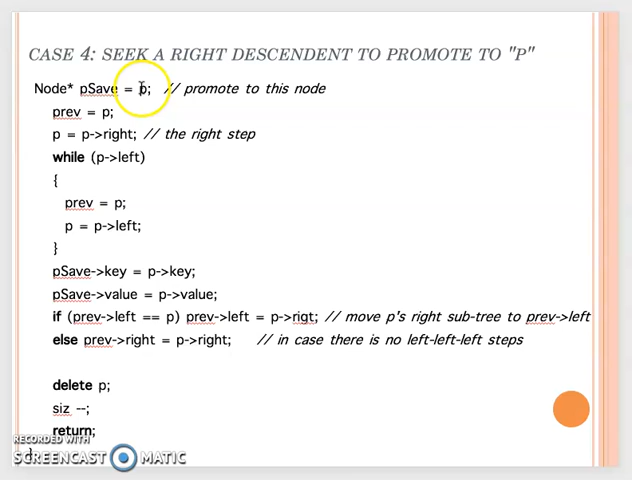 CASE 4: SEEK A RIGHT DESCENDENT TO PROMOTE TO "P"
Node* pSave = p; // promote to this node
prev = p;
p = p->right; // the right step
while (p->left)
{
prev = p;
p = p->left;
}
pSave->key = p->key;
pSave->value = p->value;
if (prev->left == p) prev->left = p->rigt; // move p's right sub-tree to prev->left
else prev->right = p->right; // in case there is no left-left-left steps
delete p;
siz --;
return;
}
RECORDED WITH
SCREENCAST MATIC